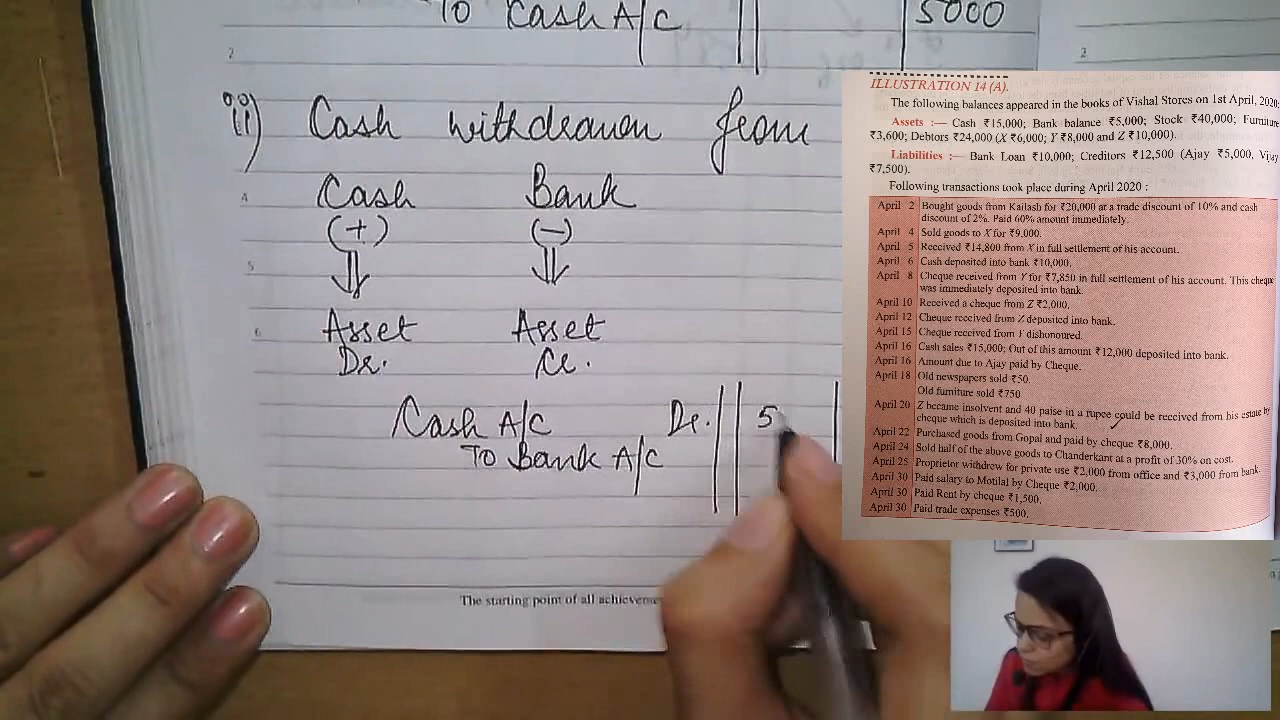 To Cash A/C 5000
2
2
ii) Cash withdrawn from
Cash Bank
4
(+) (-)
5
Asset Asset
6
Dr. Cr.
Cash A/C Dr. 5
To Bank A/C
The starting point of all achieveme
ILLUSTRATION 14 (A).
The following balances appeared in the books of Vishal Stores on 1st April, 2020
Assets :— Cash ₹15,000; Bank balance ₹5,000; Stock ₹40,000; Furniture
₹3,600; Debtors ₹24,000 (X ₹6,000; Y ₹8,000 and Z ₹10,000).
Liabilities :— Bank Loan ₹10,000; Creditors ₹12,500 (Ajay ₹5,000, Vijay
₹7,500).
Following transactions took place during April 2020 :
April 2 Bought goods from Kailash for ₹20,000 at a trade discount of 10% and cash
discount of 2%. Paid 60% amount immediately.
April 4 Sold goods to X for ₹9,000.
April 5 Received ₹14,800 from X in full settlement of his account.
April 6 Cash deposited into bank ₹10,000.
April 8 Cheque received from Y for ₹7,850 in full settlement of his account. This cheque
was immediately deposited into bank.
April 10 Received a cheque from Z ₹2,000.
April 12 Cheque received from Z deposited into bank.
April 15 Cheque received from Y dishonoured.
April 16 Cash sales ₹15,000; Out of this amount ₹12,000 deposited into bank.
April 16 Amount due to Ajay paid by Cheque.
April 18 Old newspapers sold ₹50.
Old furniture sold ₹750
April 20 Z became insolvent and 40 paise in a rupee could be received from his estate by
cheque which is deposited into bank.
April 22 Purchased goods from Gopal and paid by cheque ₹8,000.
April 24 Sold half of the above goods to Chanderkant at a profit of 30% on cost.
April 25 Proprietor withdrew for private use ₹2,000 from office and ₹3,000 from bank.
April 30 Paid salary to Motilal by Cheque ₹2,000.
April 30 Paid Rent by cheque ₹1,500.
April 30 Paid trade expenses ₹500.